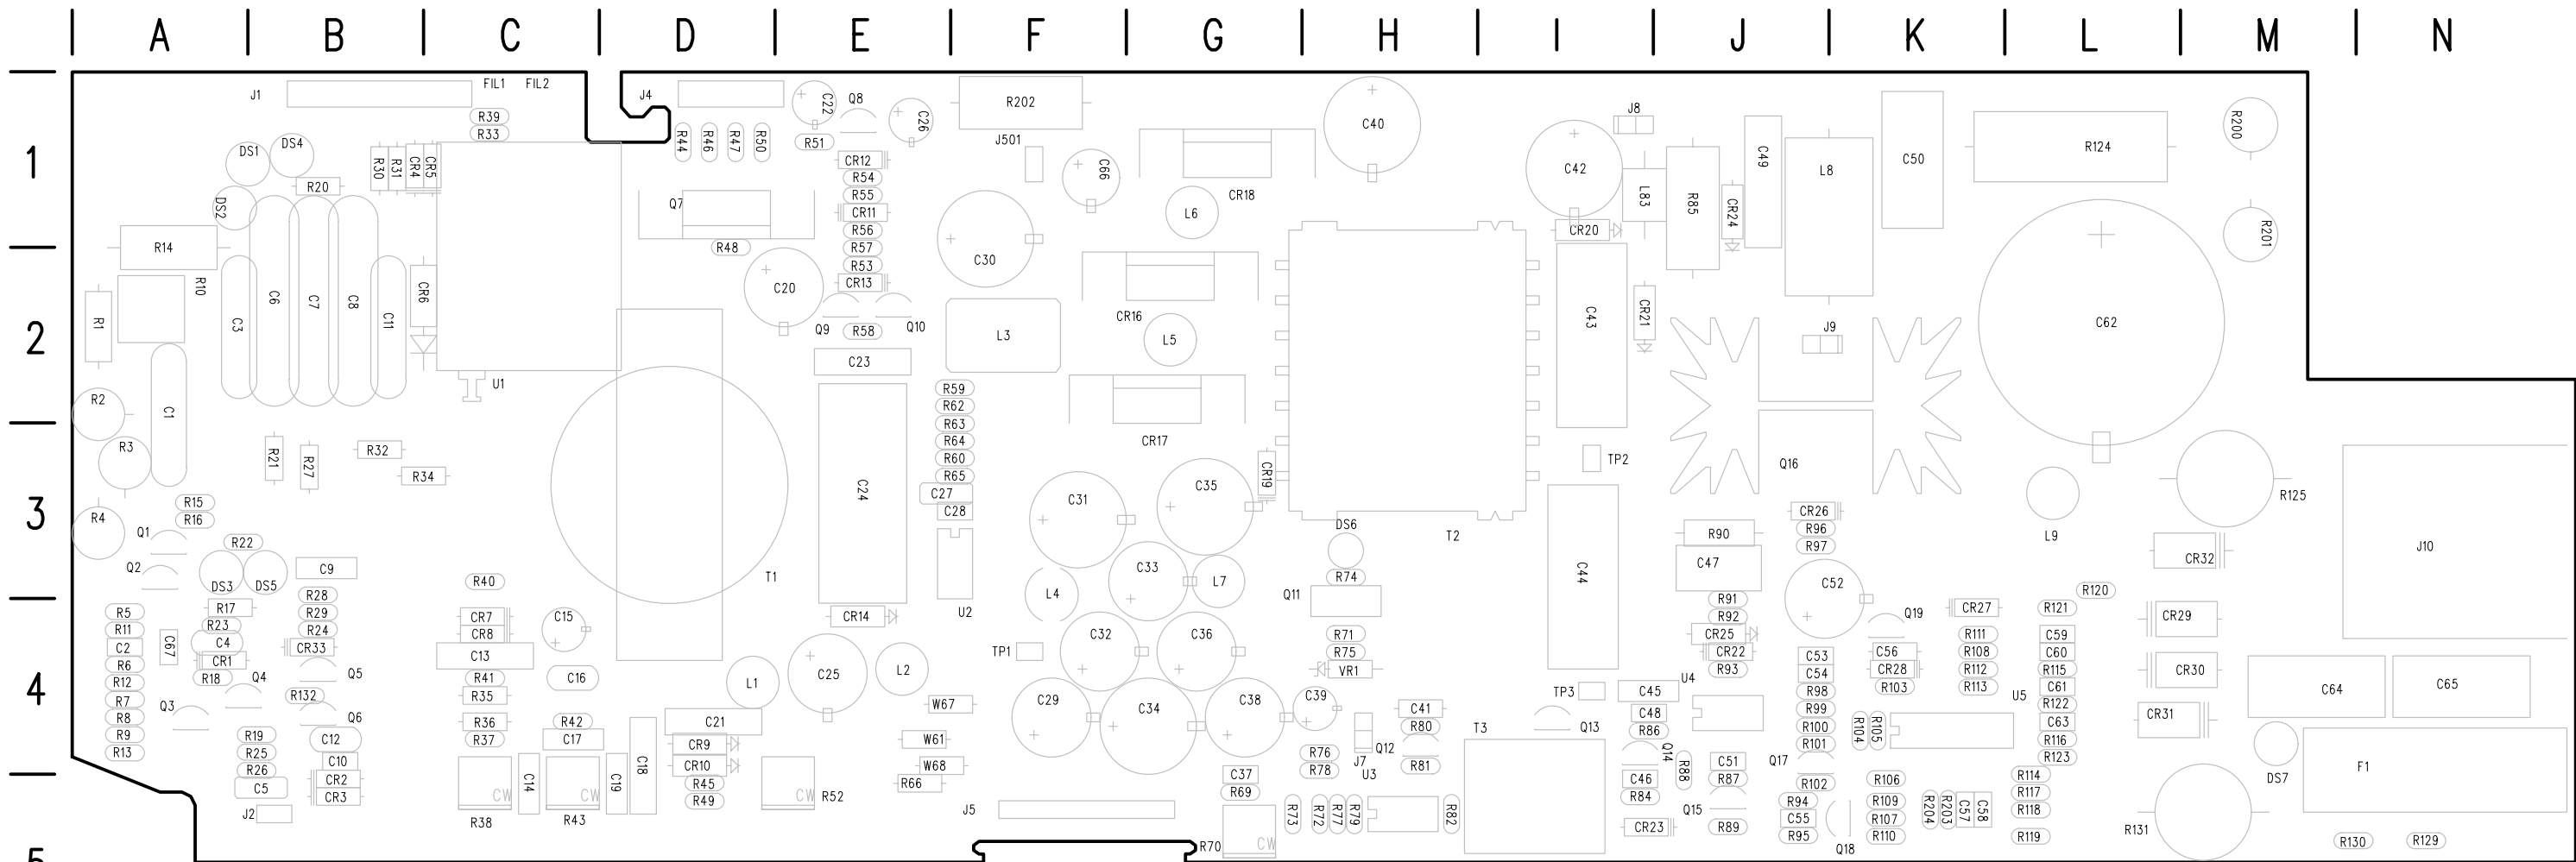 A B C D E F G H I J K L M N
J1 FIL1 FIL2 J4 C22 Q8 C26 R202 C40 J8 R200
R39
R33
1 DS1 DS4 R30 R31 CR4 CR5 R44 R46 R47 R50 R51 J501 C66 C42 C49 L8 C50 R124
CR12
R54
R20 R55 CR18 L83 R85 CR24
DS2 Q7 CR11 L6
R56 CR20 R201
R14 R48 R57
R53 C30
R10 CR6 C20 CR13
R1 C3 C6 C7 C8 C11 CR16 C43 CR21 J9 C62
2 Q9 R58 Q10 L3 L5
C23
U1
R2 C1 R59
R62
R63
R3 R21 R27 R32 R64 CR17
R60 TP2 Q16
R34 R65 CR19
C24 C27 C31 C35 R125
R15
R16 C28 CR26
3 R4 Q1 DS6 R96
R22 T2 R90 R97 L9 J10
Q2 C9 CR32
DS3 DS5 R40 T1 C33 L7 R74 C44 C47 C52
R28 L4 Q11 R91 R120
R5 R17 R29 CR7 C15 CR14 U2 R92 Q19 CR27 R121 CR29
R11 R23 R24 CR8 C32 C36 R71 CR25 R111 C59
C2 C67 C4 CR33 C13 TP1 R75 CR22 C53 C56 R108 C60
R6 CR1 Q5 C25 L2 VR1 R93 C54 CR28 R112 R115 CR30
R12 R18 Q4 R41 C16 L1 U4 R98 R103 R113 C61 C64 C65
4 R7 R132 R35 W67 C29 C34 C38 C39 TP3 C45 U5 R122
R8 Q3 Q6 R36 R42 C21 C41 C48 R99 C63 CR31
R9 R19 C12 R37 C17 CR9 W61 R80 T3 Q13 R86 R100 R104 R105 R116
R13 R25 C10 R76 Q12 Q14 R101 R123
R26 CR2 C14 C19 C18 CR10 W68 C37 R78 J7 U3 R81 C46 R88 C51 Q17 R114 DS7 F1
C5 CR3 CW CW R45 CW R52 R66 R69 R84 R87 R102 R106 R117
J2 R38 R43 R49 J5 R73 R72 R77 R79 R82 Q15 R94 R109 R204 R203 C57 C58 R118
CR23 R89 C55 R107 R119 R131
R70 CW R95 R110 R130 R129
Q18
5